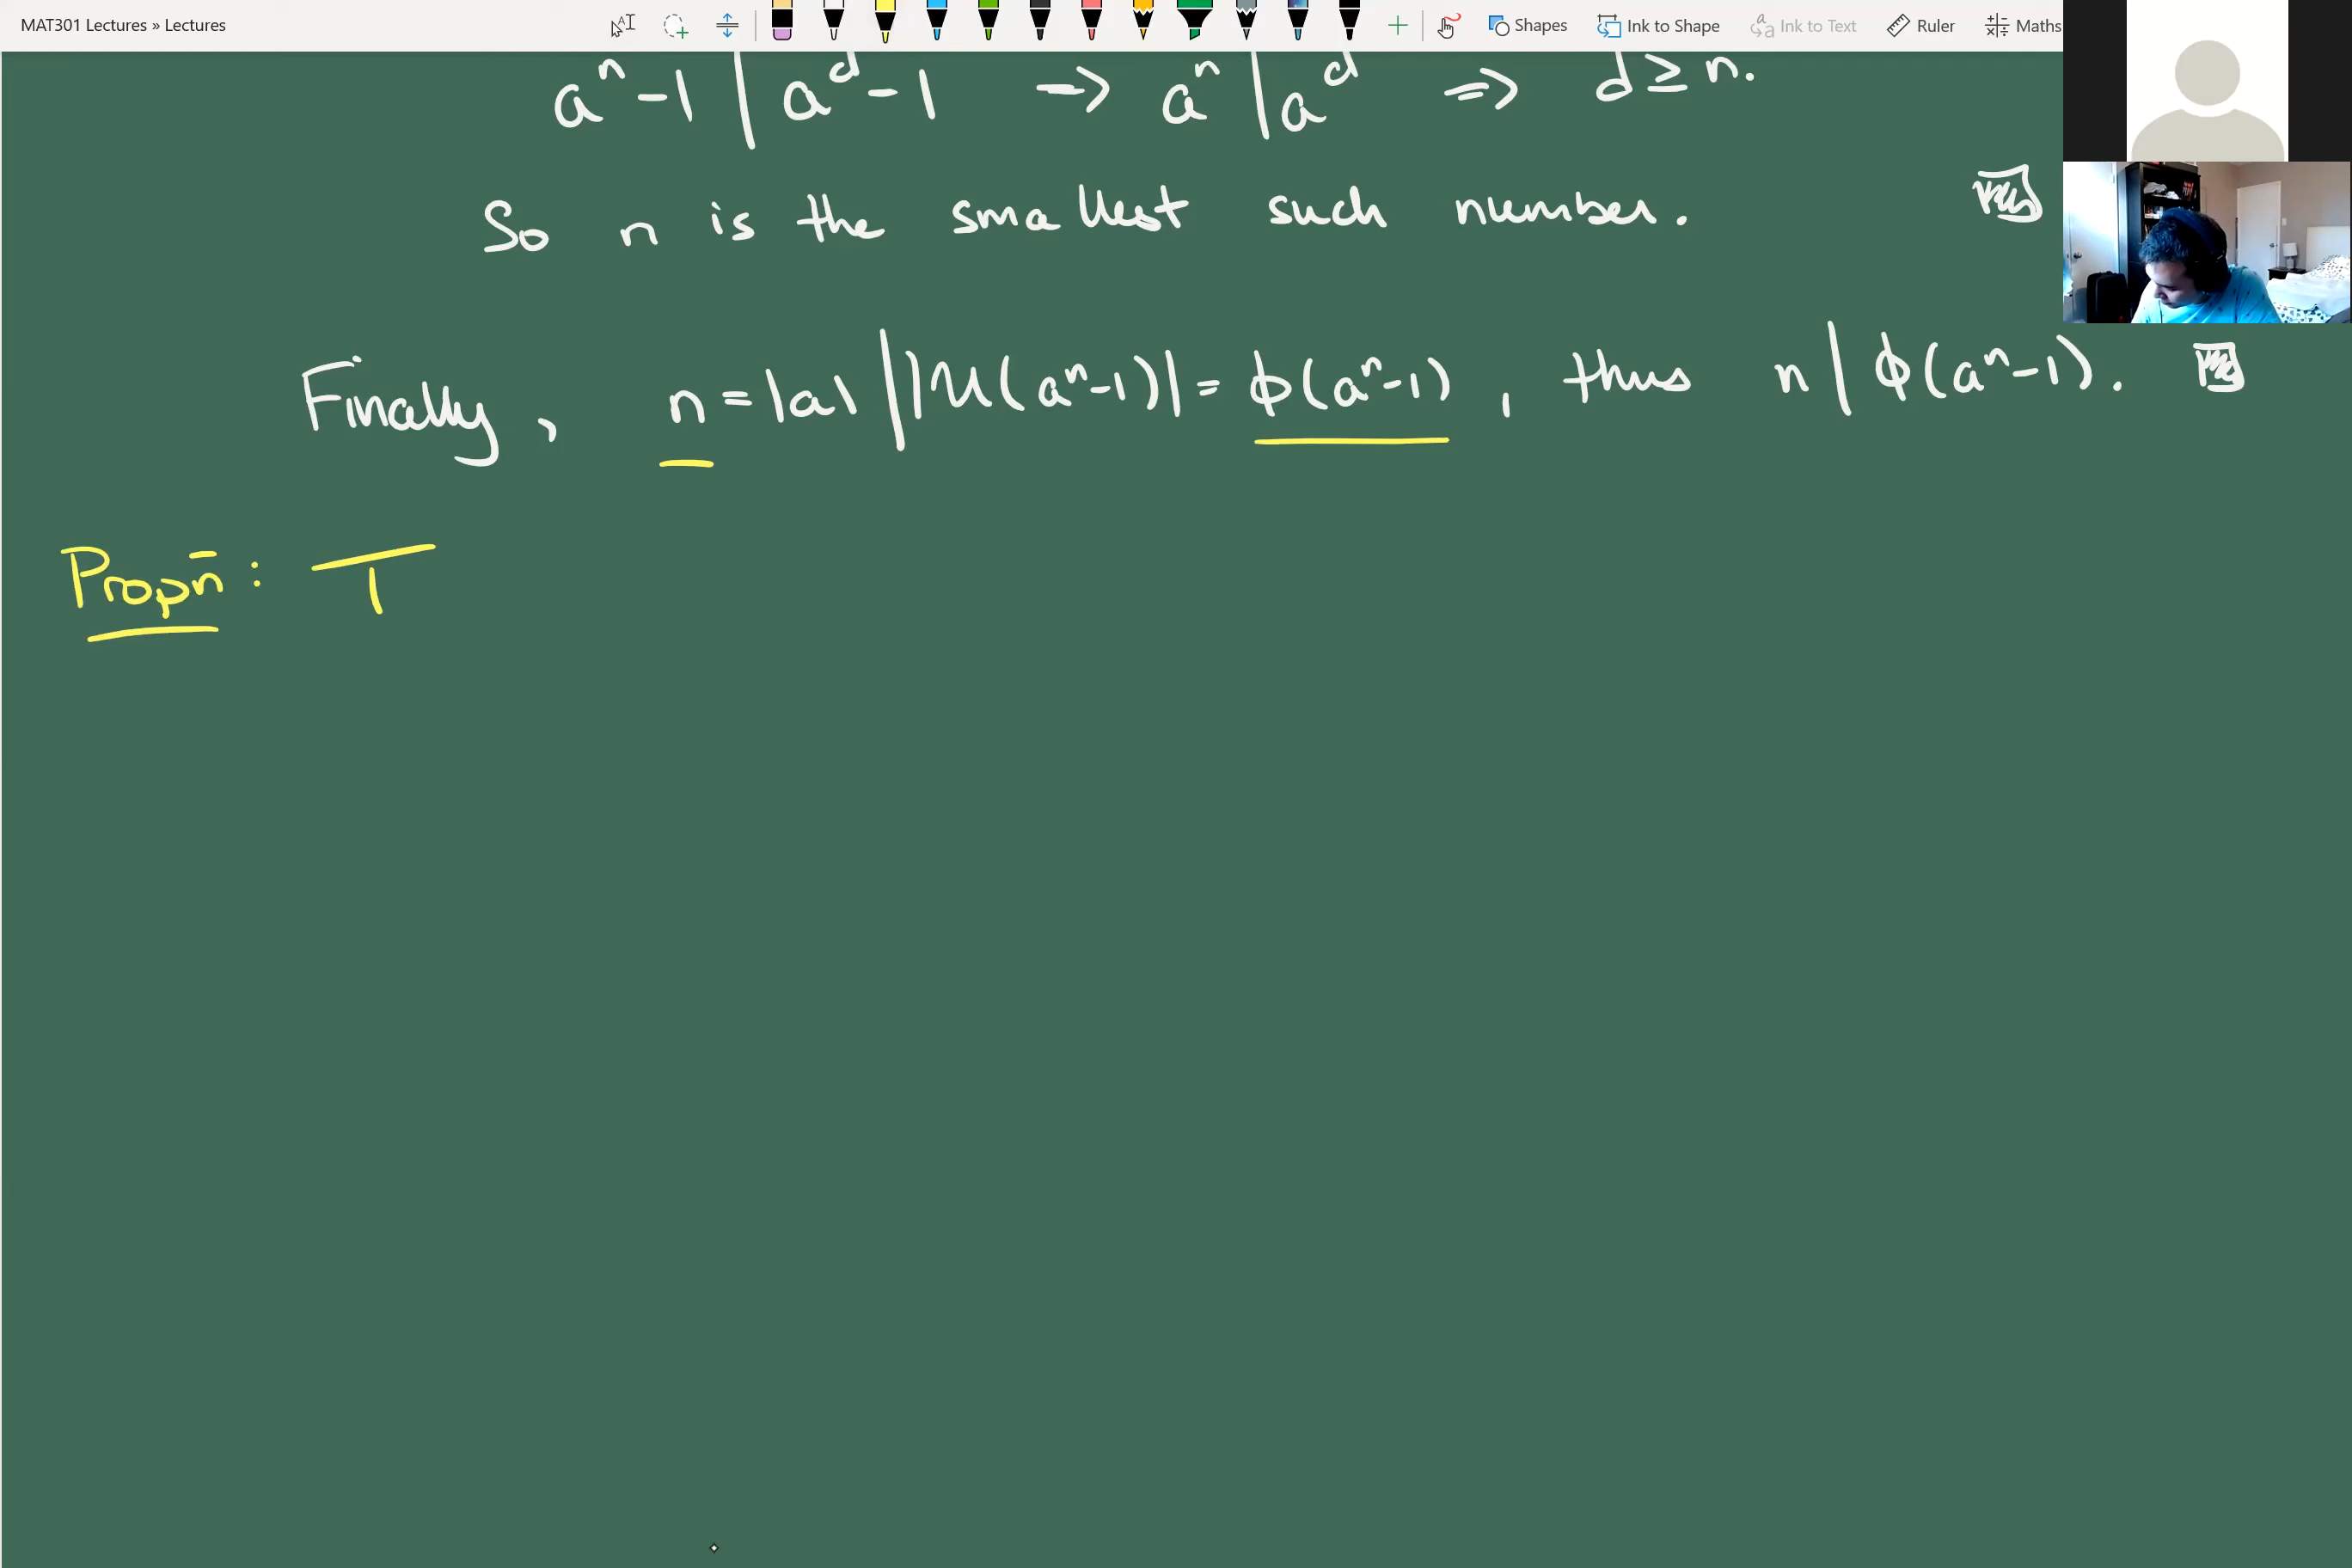 MAT301 Lectures » Lectures
Shapes Ink to Shape Ink to Text Ruler Maths
aⁿ-1 | aᵈ-1 → aⁿ | aᵈ ⇒ d ≥ n.
So n is the smallest such number.
Finally, n = |a| | |U(aⁿ-1)| = φ(aⁿ-1), thus n | φ(aⁿ-1).
Propn̄: T